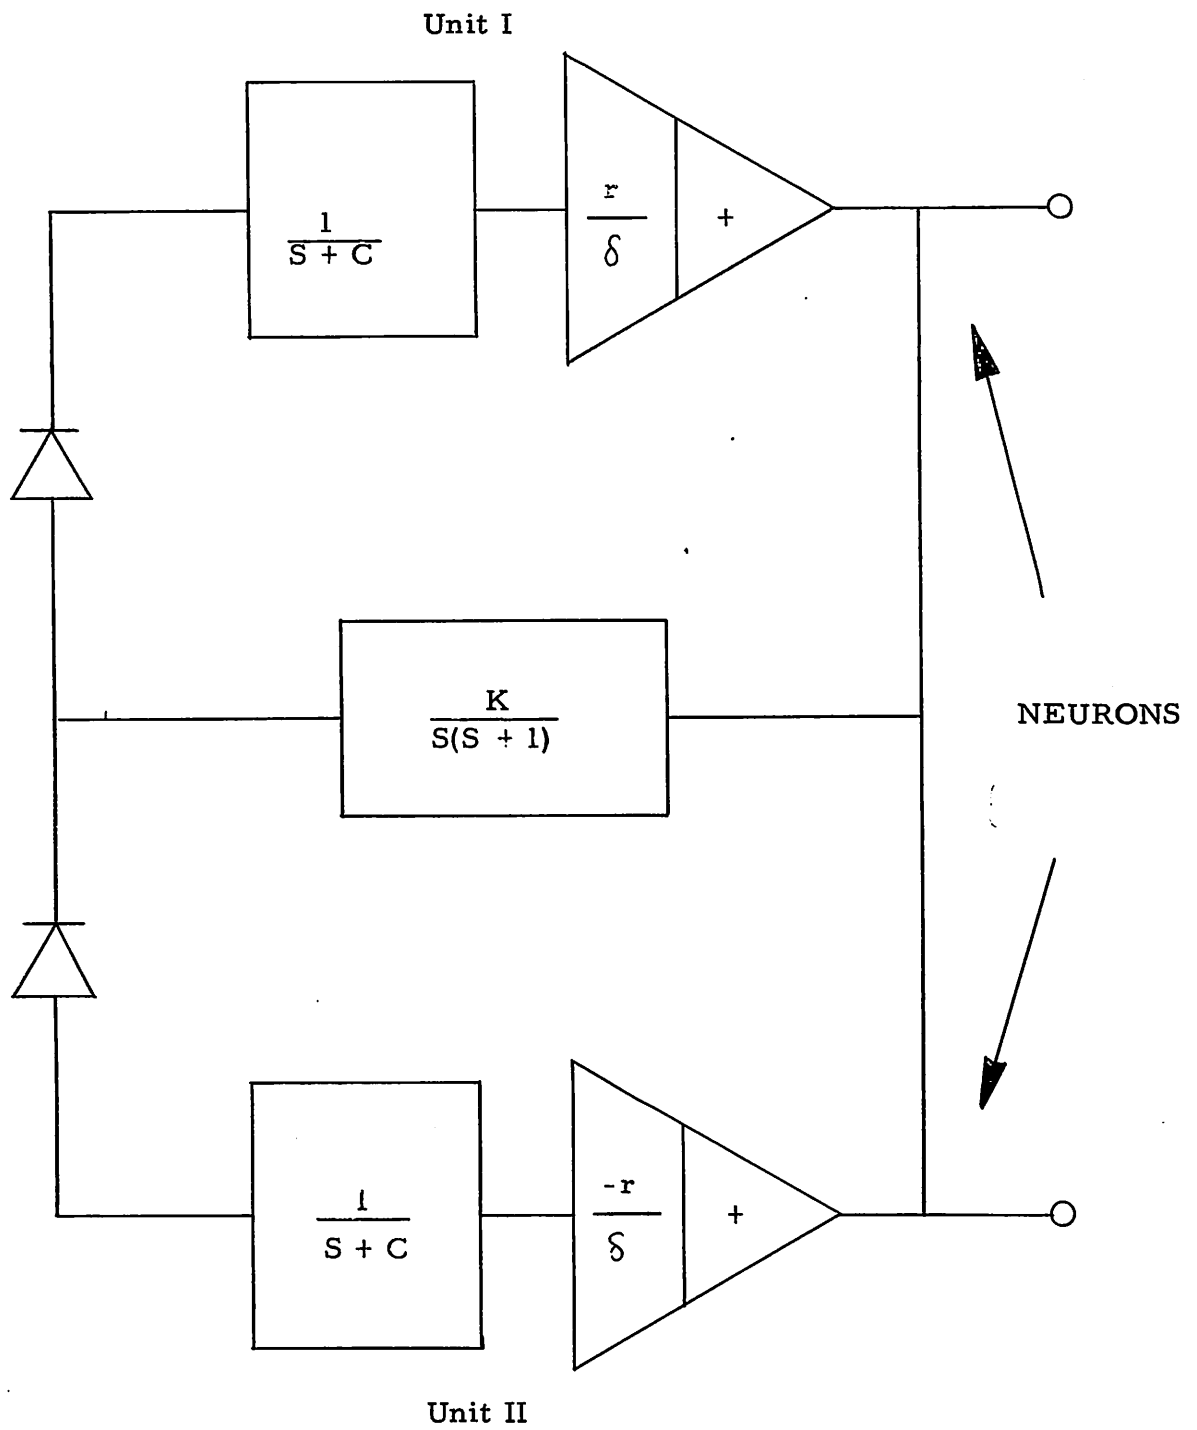 Unit I
1
S + C
r
δ
+
K
S(S + 1)
NEURONS
1
S + C
-r
δ
+
Unit II